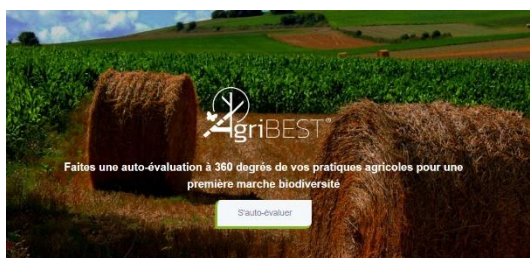 AgriBEST®
Faites une auto-évaluation à 360 degrés de vos pratiques agricoles pour une
première marche biodiversité
S'auto-évaluer